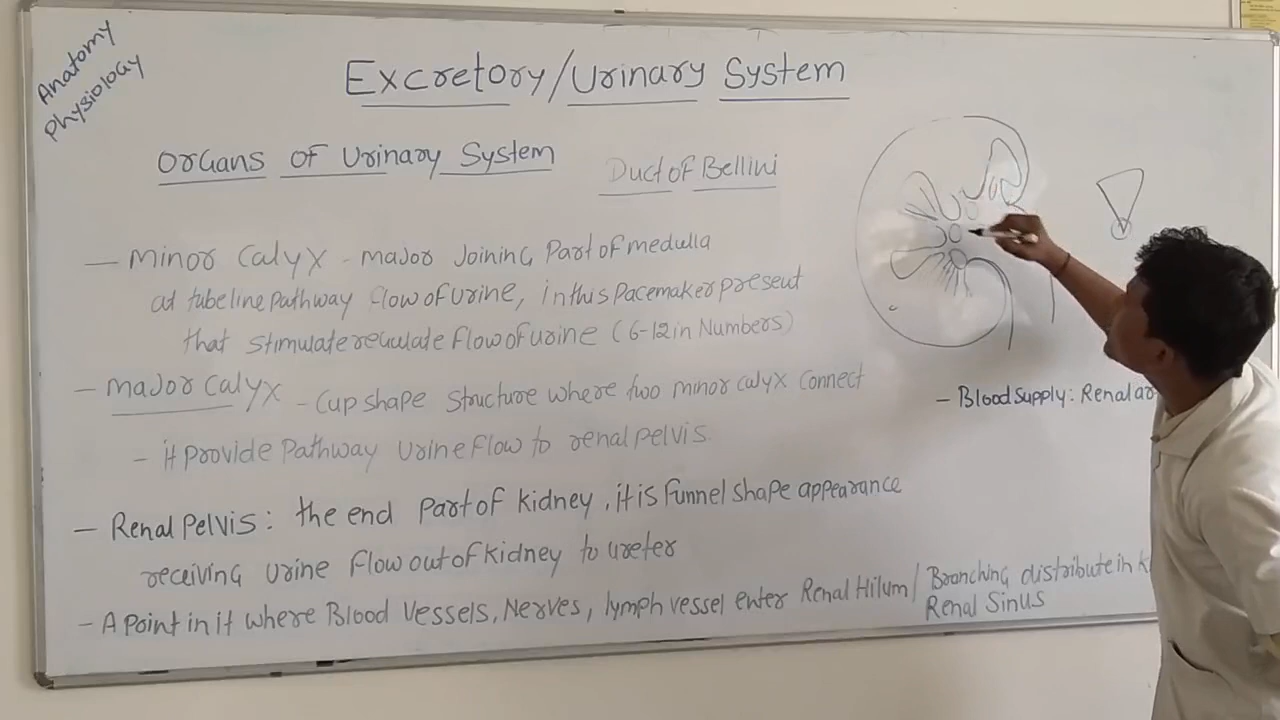 Anatomy
Physiology
Excretory/Urinary System
Organs of Urinary System
Duct of Bellini
— Minor Calyx - major Joining Part of medulla
at tubeline pathway flow of urine, in this Pacemaker present
that stimulate regulate flow of urine (6-12 in Numbers)
— Major Calyx - Cup shape structure where two minor calyx connect
- it provide Pathway urine flow to renal pelvis
— Renal Pelvis: the end part of kidney, it is funnel shape appearance
receiving urine flow out of kidney to ureter
- A Point in it where Blood Vessels, Nerves, lymph vessel enter Renal Hilum/ Branching distribute in
Renal Sinus
- Blood supply: Renal